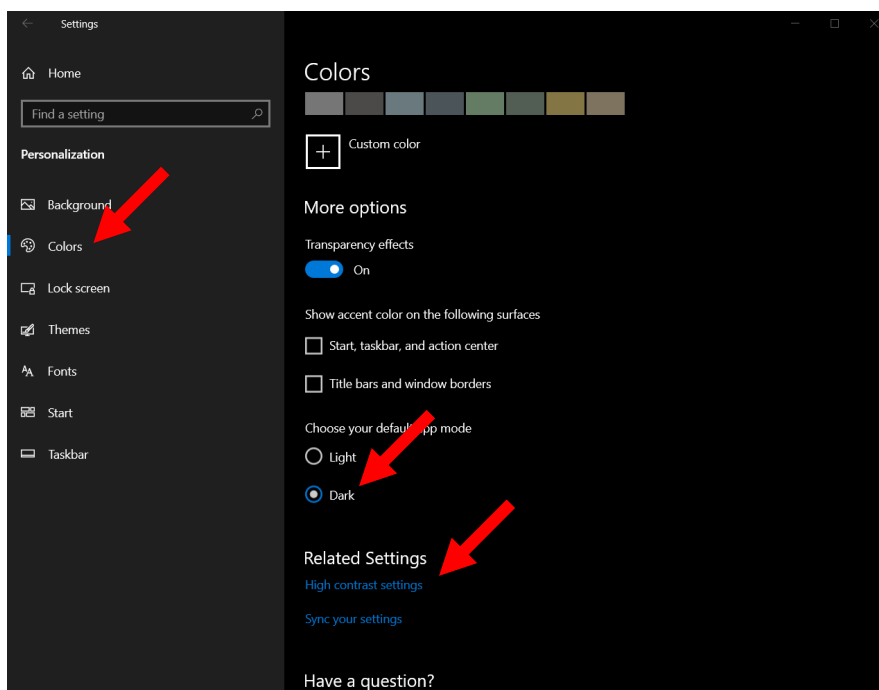 Settings
Home
Find a setting
Personalization
Background
Colors
Lock screen
Themes
Fonts
Start
Taskbar
Colors
Custom color
More options
Transparency effects
On
Show accent color on the following surfaces
Start, taskbar, and action center
Title bars and window borders
Choose your default app mode
Light
Dark
Related Settings
High contrast settings
Sync your settings
Have a question?